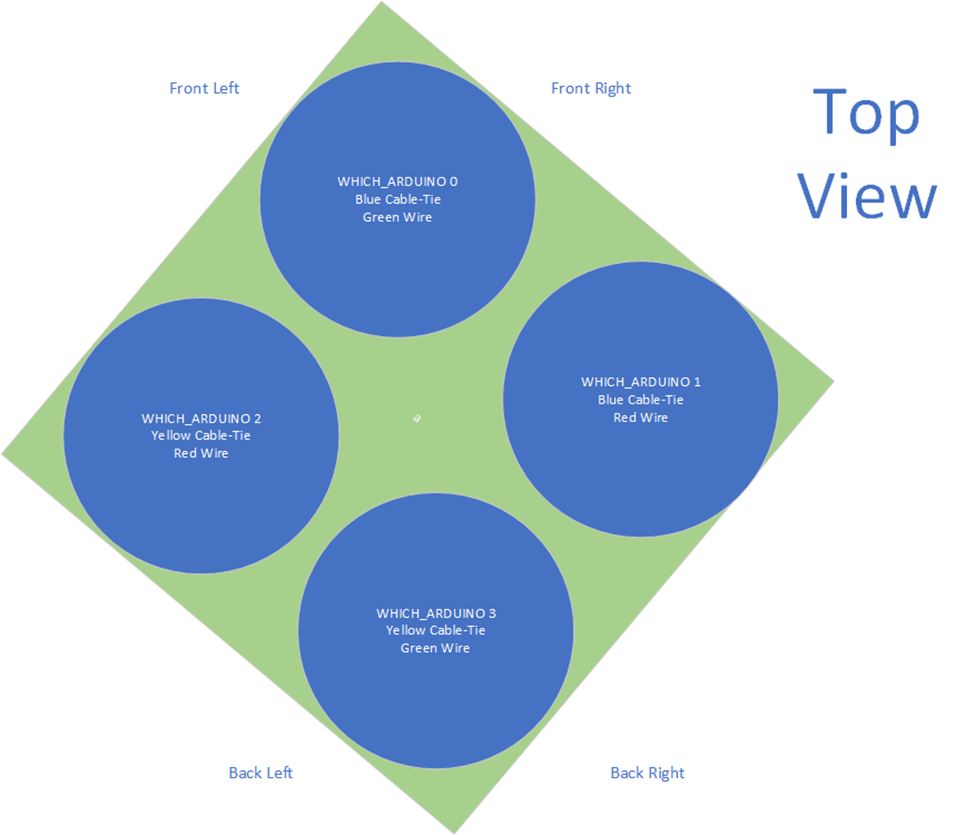 Front Left
Front Right
Top
View
WHICH_ARDUINO 0
Blue Cable-Tie
Green Wire
WHICH_ARDUINO 1
Blue Cable-Tie
Red Wire
WHICH_ARDUINO 2
Yellow Cable-Tie
Red Wire
WHICH_ARDUINO 3
Yellow Cable-Tie
Green Wire
Back Left
Back Right